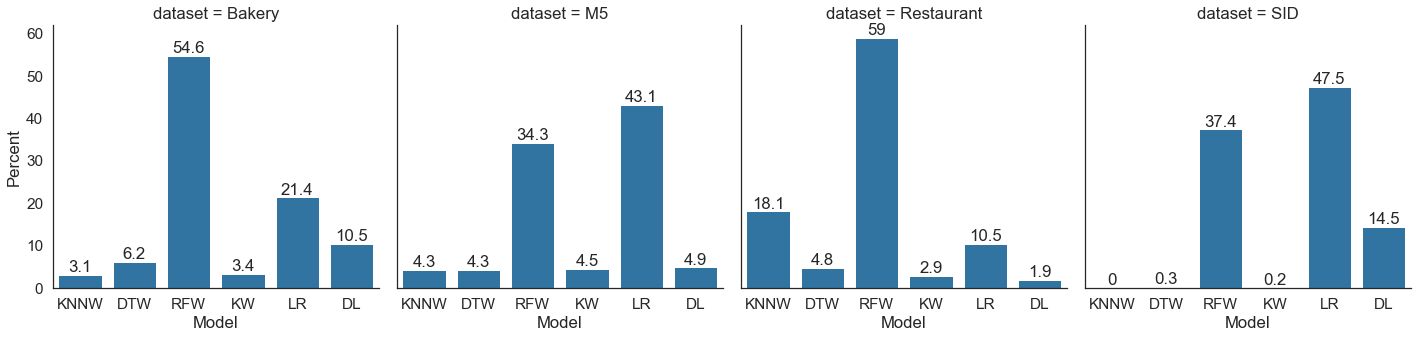 dataset = Bakery
dataset = M5
dataset = Restaurant
dataset = SID
Percent
60
50
40
30
20
10
0
3.1
6.2
54.6
3.4
21.4
10.5
KNNW DTW RFW KW LR DL
Model
4.3
4.3
34.3
4.5
43.1
4.9
KNNW DTW RFW KW LR DL
Model
18.1
4.8
59
2.9
10.5
1.9
KNNW DTW RFW KW LR DL
Model
0
0.3
37.4
0.2
47.5
14.5
KNNW DTW RFW KW LR DL
Model